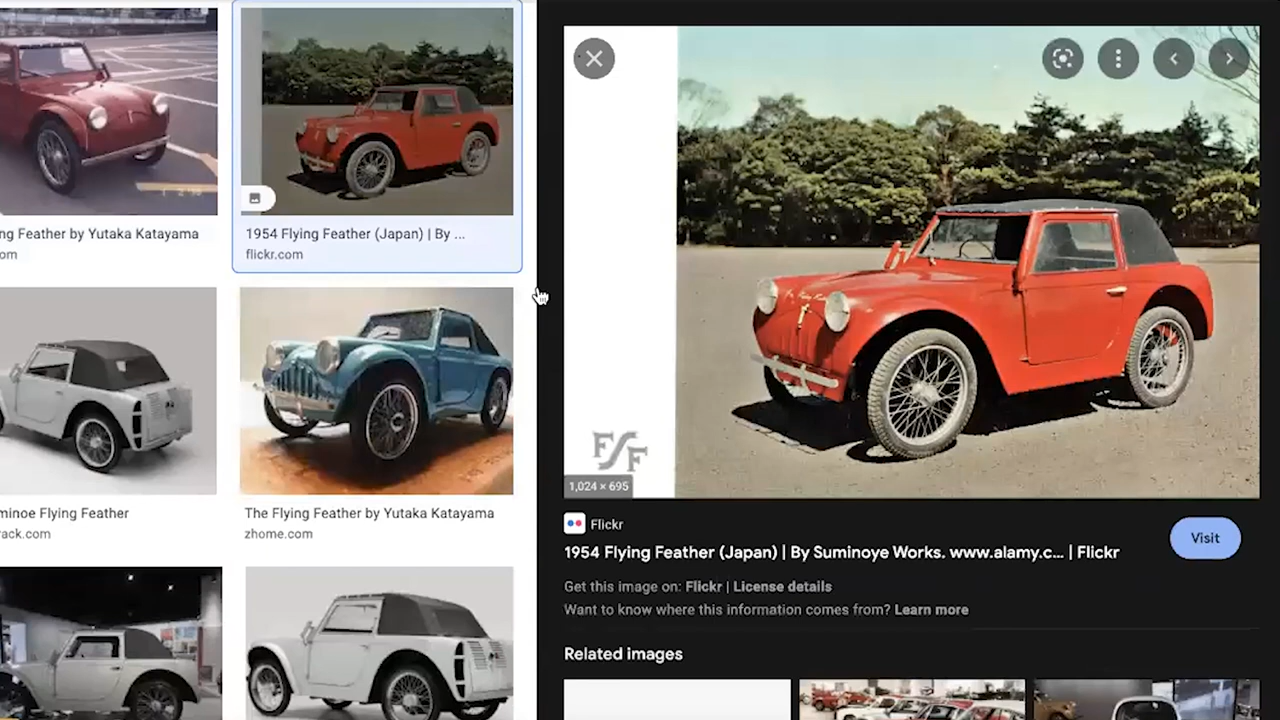 ng Feather by Yutaka Katayama
om
1954 Flying Feather (Japan) | By ...
flickr.com
minoe Flying Feather
rack.com
The Flying Feather by Yutaka Katayama
zhome.com
FSF
1,024 × 695
Flickr
1954 Flying Feather (Japan) | By Suminoye Works. www.alamy.c... | Flickr
Visit
Get this image on: Flickr | License details
Want to know where this information comes from? Learn more
Related images